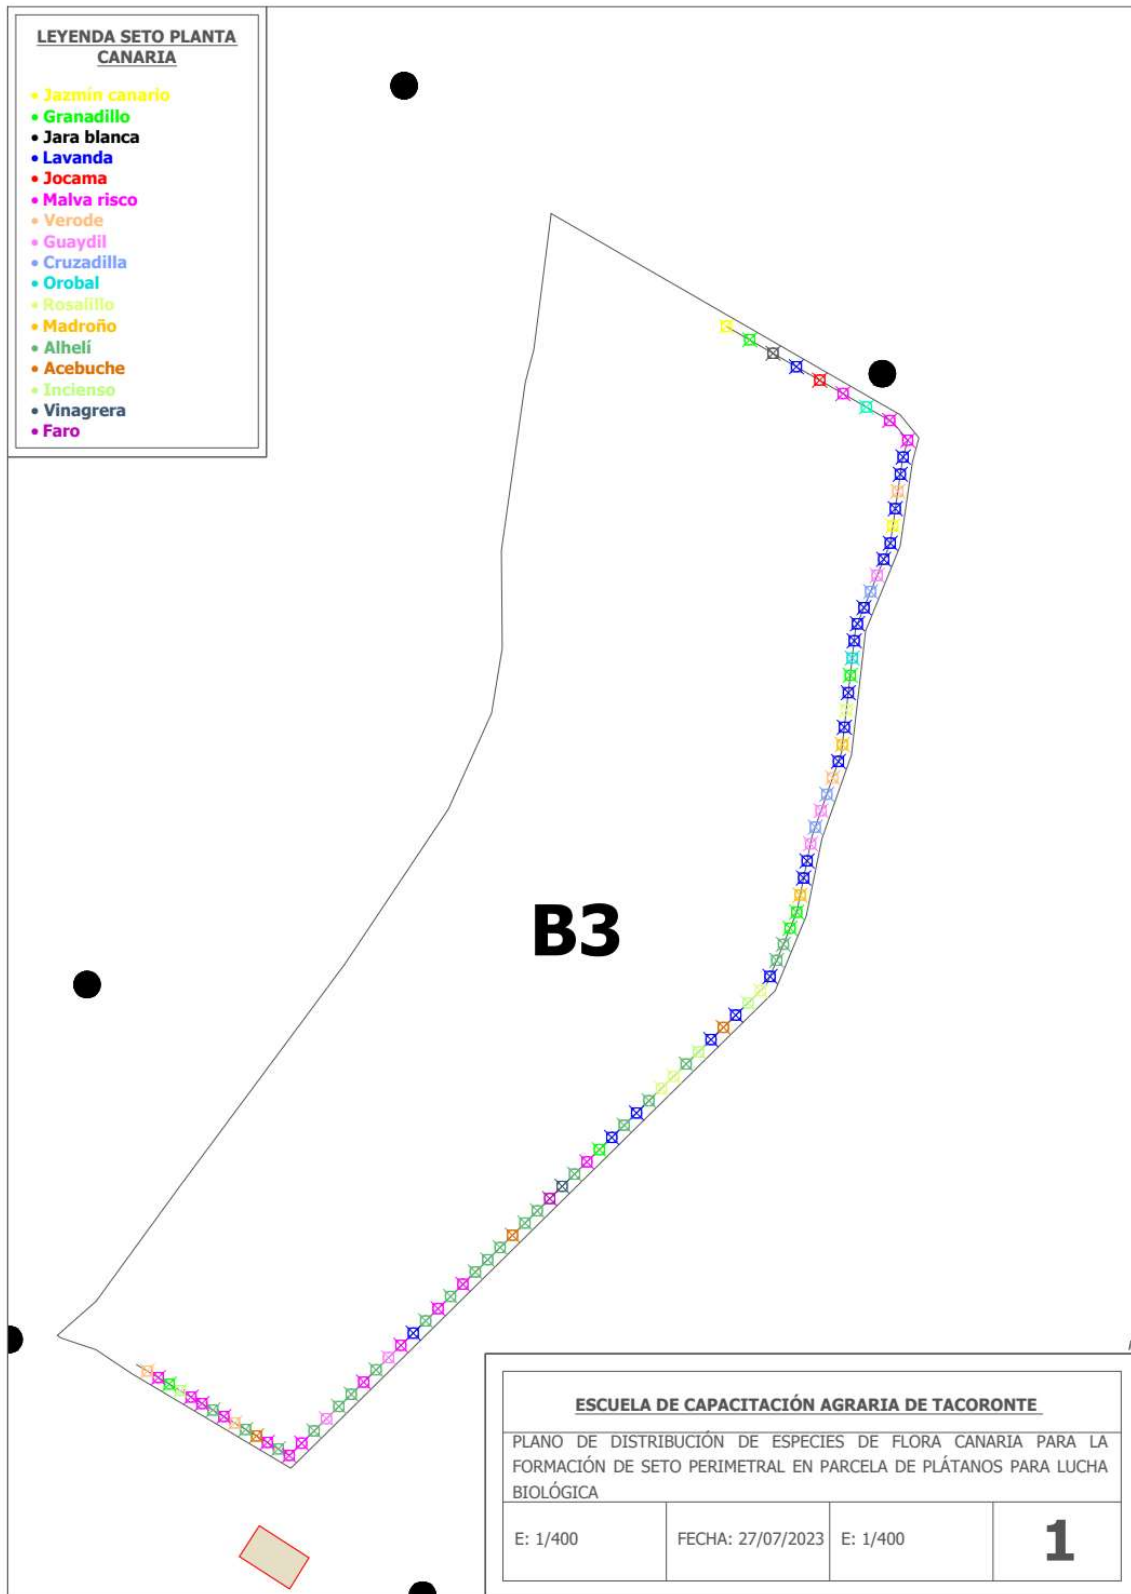 LEYENDA SETO PLANTA
CANARIA
• Jazmín canario
• Granadillo
• Jara blanca
• Lavanda
• Jocama
• Malva risco
• Verode
• Guaydil
• Cruzadilla
• Orobal
• Rosalillo
• Madroño
• Alhelí
• Acebuche
• Incienso
• Vinagrera
• Faro
B3
ESCUELA DE CAPACITACIÓN AGRARIA DE TACORONTE
PLANO DE DISTRIBUCIÓN DE ESPECIES DE FLORA CANARIA PARA LA
FORMACIÓN DE SETO PERIMETRAL EN PARCELA DE PLÁTANOS PARA LUCHA
BIOLÓGICA
E: 1/400 FECHA: 27/07/2023 E: 1/400 1